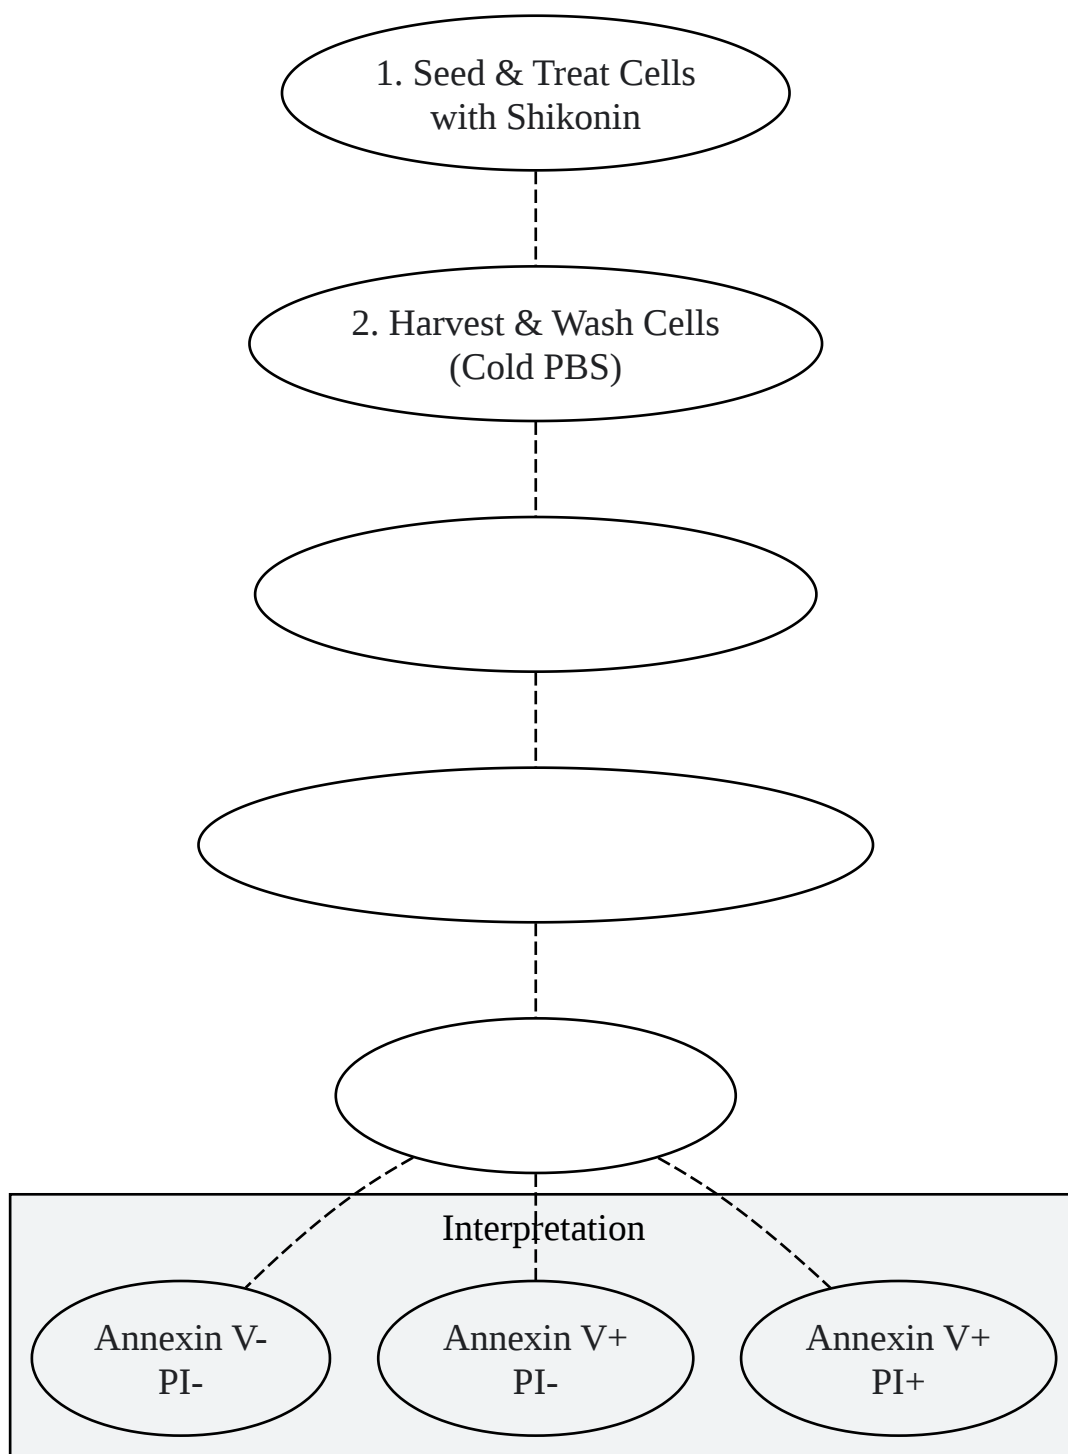 1. Seed & Treat Cells
with Shikonin
2. Harvest & Wash Cells
(Cold PBS)
Interpretation
Annexin V-
PI-
Annexin V+
PI-
Annexin V+
PI+